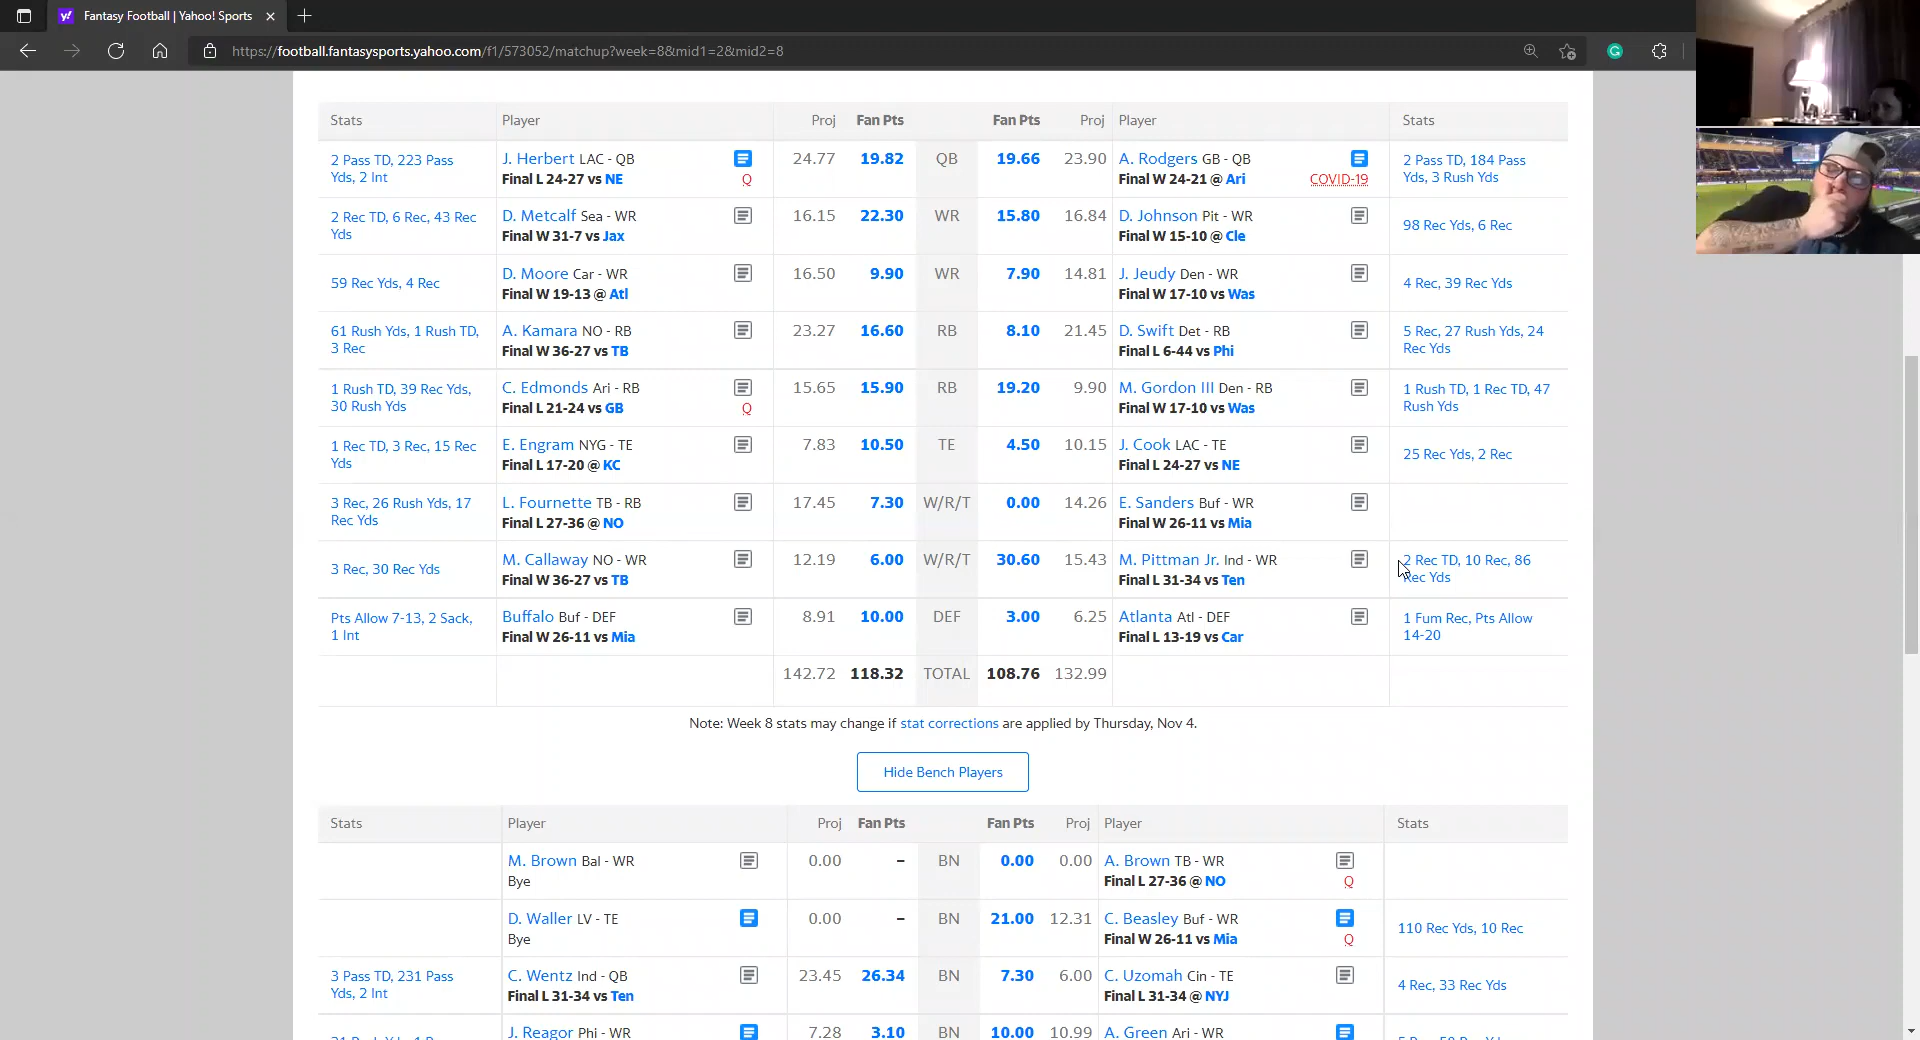 Fantasy Football | Yahoo! Sports
https://football.fantasysports.yahoo.com/f1/573052/matchup?week=8&mid1=2&mid2=8
Stats Player Proj Fan Pts Fan Pts Proj Player Stats
2 Pass TD, 223 Pass J. Herbert LAC - QB 24.77 19.82 QB 19.66 23.90 A. Rodgers GB - QB 2 Pass TD, 184 Pass
Yds, 2 Int Final L 24-27 vs NE Q Final W 24-21 @ Ari COVID-19 Yds, 3 Rush Yds
2 Rec TD, 6 Rec, 43 Rec D. Metcalf Sea - WR 16.15 22.30 WR 15.80 16.84 D. Johnson Pit - WR 98 Rec Yds, 6 Rec
Yds Final W 31-7 vs Jax Final W 15-10 @ Cle
59 Rec Yds, 4 Rec D. Moore Car - WR 16.50 9.90 WR 7.90 14.81 J. Jeudy Den - WR 4 Rec, 39 Rec Yds
Final W 19-13 @ Atl Final W 17-10 vs Was
61 Rush Yds, 1 Rush TD, A. Kamara NO - RB 23.27 16.60 RB 8.10 21.45 D. Swift Det - RB 5 Rec, 27 Rush Yds, 24
3 Rec Final W 36-27 vs TB Final L 6-44 vs Phi Rec Yds
1 Rush TD, 39 Rec Yds, C. Edmonds Ari - RB 15.65 15.90 RB 19.20 9.90 M. Gordon III Den - RB 1 Rush TD, 1 Rec TD, 47
30 Rush Yds Final L 21-24 vs GB Q Final W 17-10 vs Was Rush Yds
1 Rec TD, 3 Rec, 15 Rec E. Engram NYG - TE 7.83 10.50 TE 4.50 10.15 J. Cook LAC - TE 25 Rec Yds, 2 Rec
Yds Final L 17-20 @ KC Final L 24-27 vs NE
3 Rec, 26 Rush Yds, 17 L. Fournette TB - RB 17.45 7.30 W/R/T 0.00 14.26 E. Sanders Buf - WR
Rec Yds Final L 27-36 @ NO Final W 26-11 vs Mia
3 Rec, 30 Rec Yds M. Callaway NO - WR 12.19 6.00 W/R/T 30.60 15.43 M. Pittman Jr. Ind - WR 2 Rec TD, 10 Rec, 86
Final W 36-27 vs TB Final L 31-34 vs Ten Rec Yds
Pts Allow 7-13, 2 Sack, Buffalo Buf - DEF 8.91 10.00 DEF 3.00 6.25 Atlanta Atl - DEF 1 Fum Rec, Pts Allow
1 Int Final W 26-11 vs Mia Final L 13-19 vs Car 14-20
142.72 118.32 TOTAL 108.76 132.99
Note: Week 8 stats may change if stat corrections are applied by Thursday, Nov 4.
Hide Bench Players
Stats Player Proj Fan Pts Fan Pts Proj Player Stats
M. Brown Bal - WR 0.00 – BN 0.00 0.00 A. Brown TB - WR
Bye Final L 27-36 @ NO Q
D. Waller LV - TE 0.00 – BN 21.00 12.31 C. Beasley Buf - WR 110 Rec Yds, 10 Rec
Bye Final W 26-11 vs Mia Q
3 Pass TD, 231 Pass C. Wentz Ind - QB 23.45 26.34 BN 7.30 6.00 C. Uzomah Cin - TE 4 Rec, 33 Rec Yds
Yds, 2 Int Final L 31-34 vs Ten Final L 31-34 @ NYJ
J. Reagor Phi - WR 7.28 3.10 BN 10.00 10.99 A. Green Ari - WR